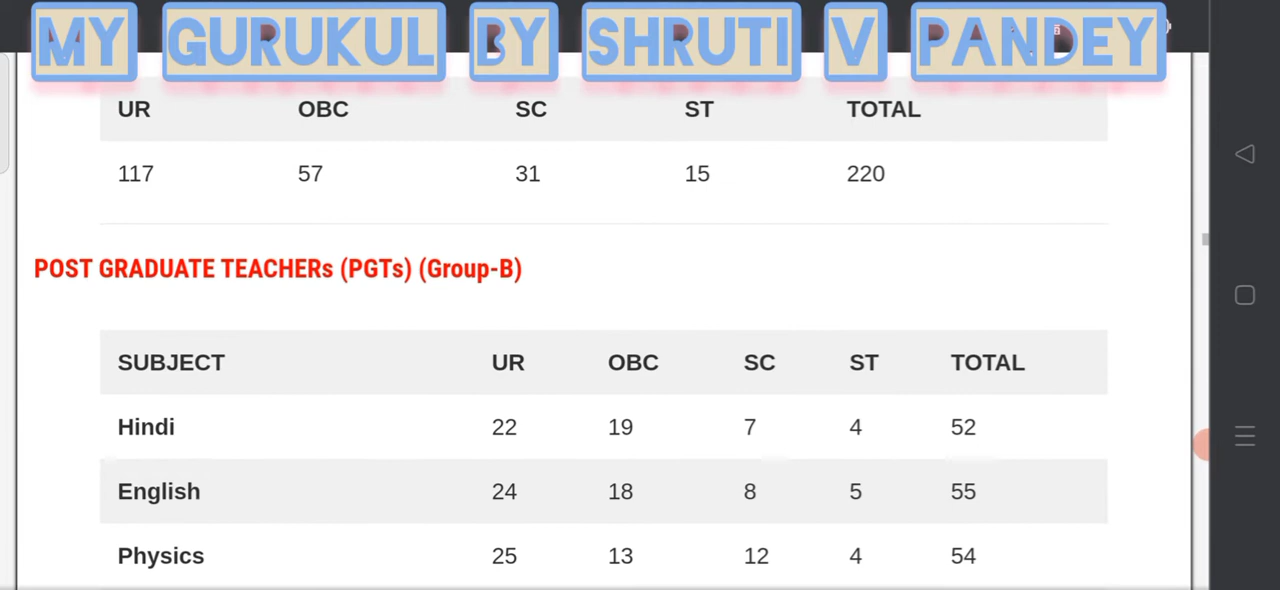 MY GURUKUL BY SHRUTI V PANDEY
UR OBC SC ST TOTAL
117 57 31 15 220
POST GRADUATE TEACHERs (PGTs) (Group-B)
SUBJECT UR OBC SC ST TOTAL
Hindi 22 19 7 4 52
English 24 18 8 5 55
Physics 25 13 12 4 54